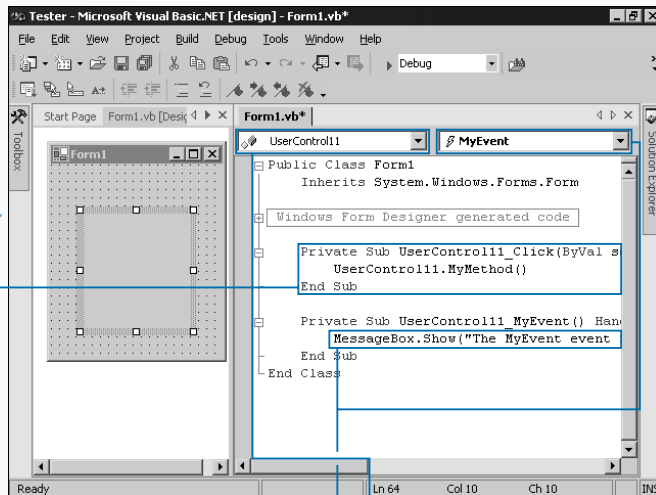 Tester - Microsoft Visual Basic.NET [design] - Form1.vb*
File Edit View Project Build Debug Tools Window Help
Debug
Start Page Form1.vb [Desig
Form1.vb*
Toolbox
Form1
UserControl11 MyEvent
Public Class Form1
Inherits System.Windows.Forms.Form
Windows Form Designer generated code
Private Sub UserControl11_Click(ByVal s
UserControl11.MyMethod()
End Sub
Private Sub UserControl11_MyEvent() Han
MessageBox.Show("The MyEvent event
End Sub
End Class
Solution Explorer
Ready Ln 64 Col 10 Ch 10 INS